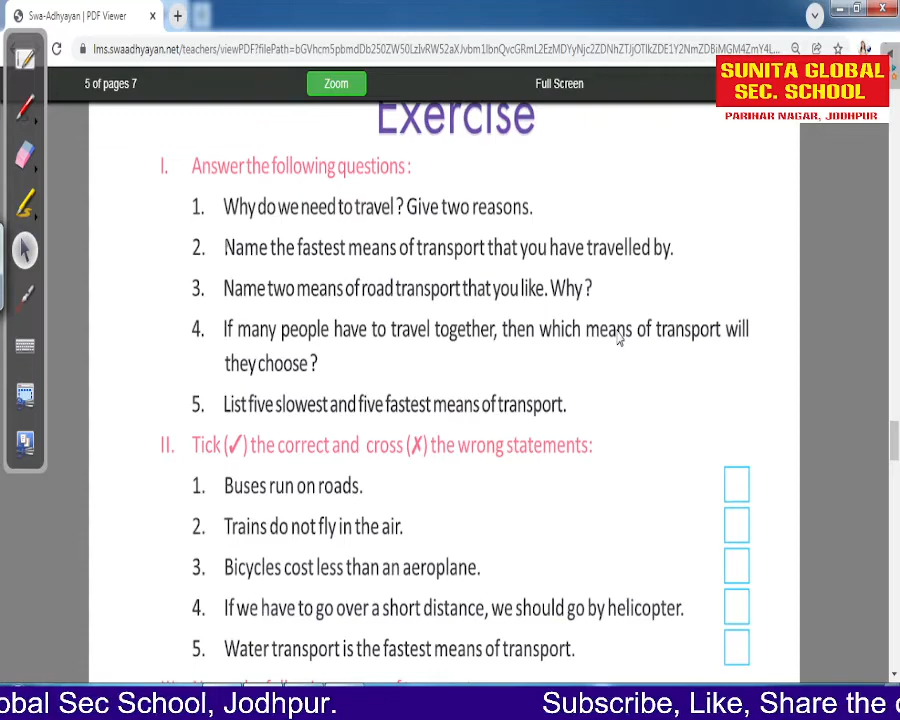 Swa-Adhyayan | PDF Viewer
lms.swaadhyayan.net/teachers/viewPDF?filePath=
5 of pages 7
Zoom
Full Screen
SUNITA GLOBAL
SEC. SCHOOL
PARIHAR NAGAR, JODHPUR
Exercise
I. Answer the following questions :
1. Why do we need to travel ? Give two reasons.
2. Name the fastest means of transport that you have travelled by.
3. Name two means of road transport that you like. Why ?
4. If many people have to travel together, then which means of transport will
they choose ?
5. List five slowest and five fastest means of transport.
II. Tick (✓) the correct and cross (✗) the wrong statements:
1. Buses run on roads.
2. Trains do not fly in the air.
3. Bicycles cost less than an aeroplane.
4. If we have to go over a short distance, we should go by helicopter.
5. Water transport is the fastest means of transport.
obal Sec School, Jodhpur. Subscribe, Like, Share the